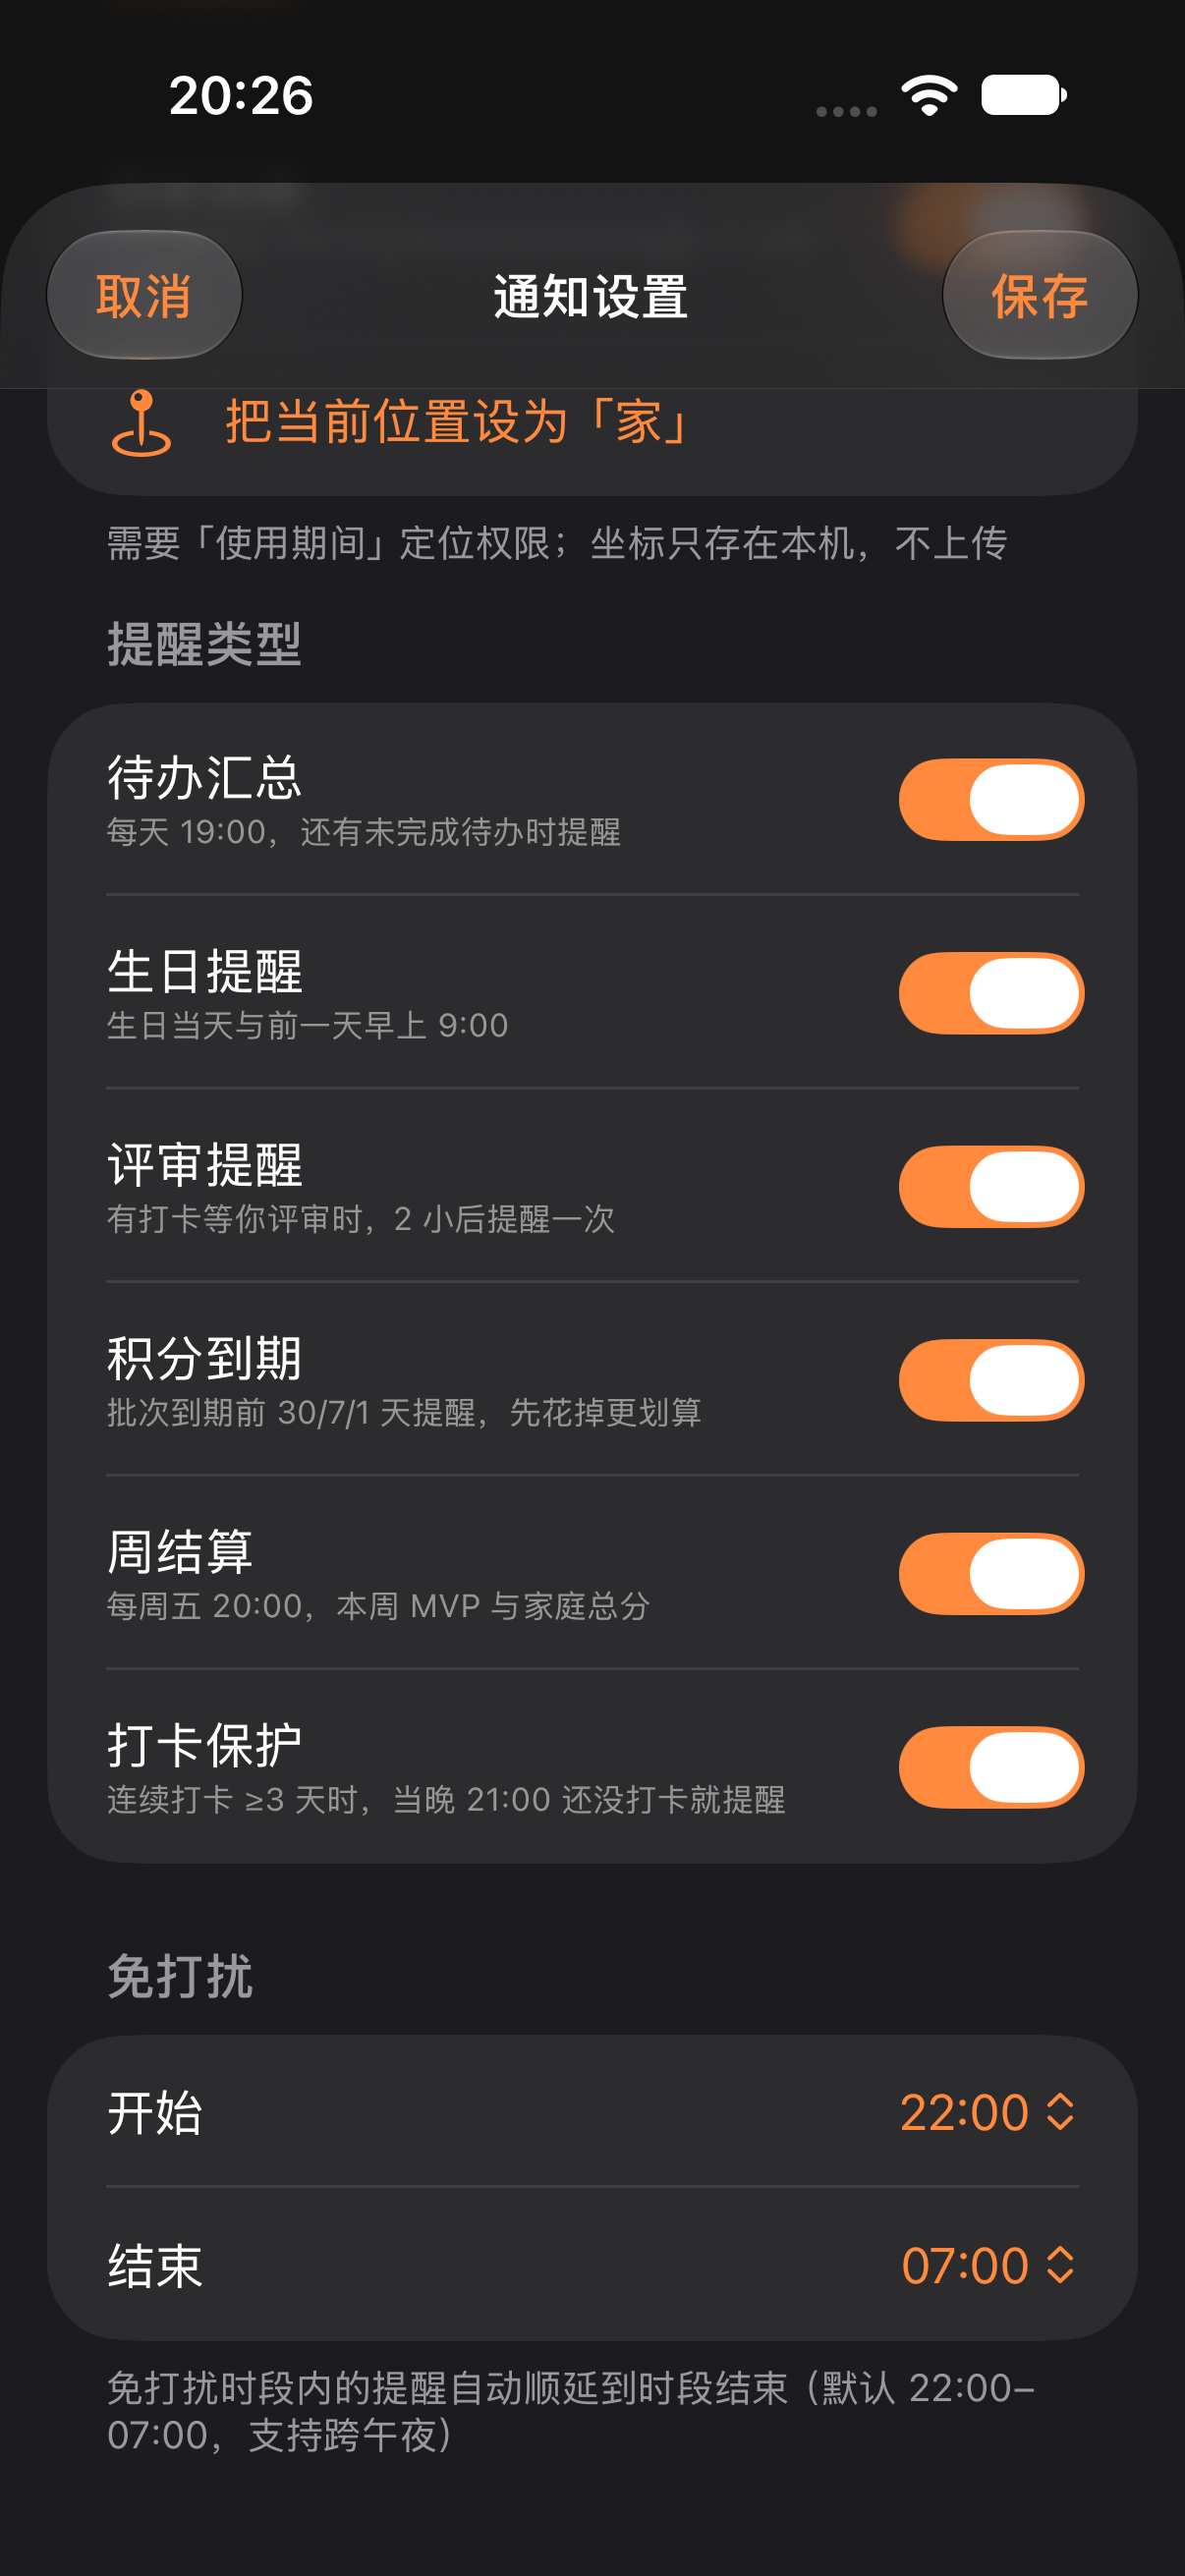 20:26
取消
通知设置
保存
把当前位置设为「家」
需要「使用期间」定位权限；坐标只存在本机，不上传
提醒类型
待办汇总
每天 19:00，还有未完成待办时提醒
生日提醒
生日当天与前一天早上 9:00
评审提醒
有打卡等你评审时，2 小后提醒一次
积分到期
批次到期前 30/7/1 天提醒，先花掉更划算
周结算
每周五 20:00，本周 MVP 与家庭总分
打卡保护
连续打卡 ≥3 天时，当晚 21:00 还没打卡就提醒
免打扰
开始
22:00
结束
07:00
免打扰时段内的提醒自动顺延到时段结束（默认 22:00–
07:00，支持跨午夜）